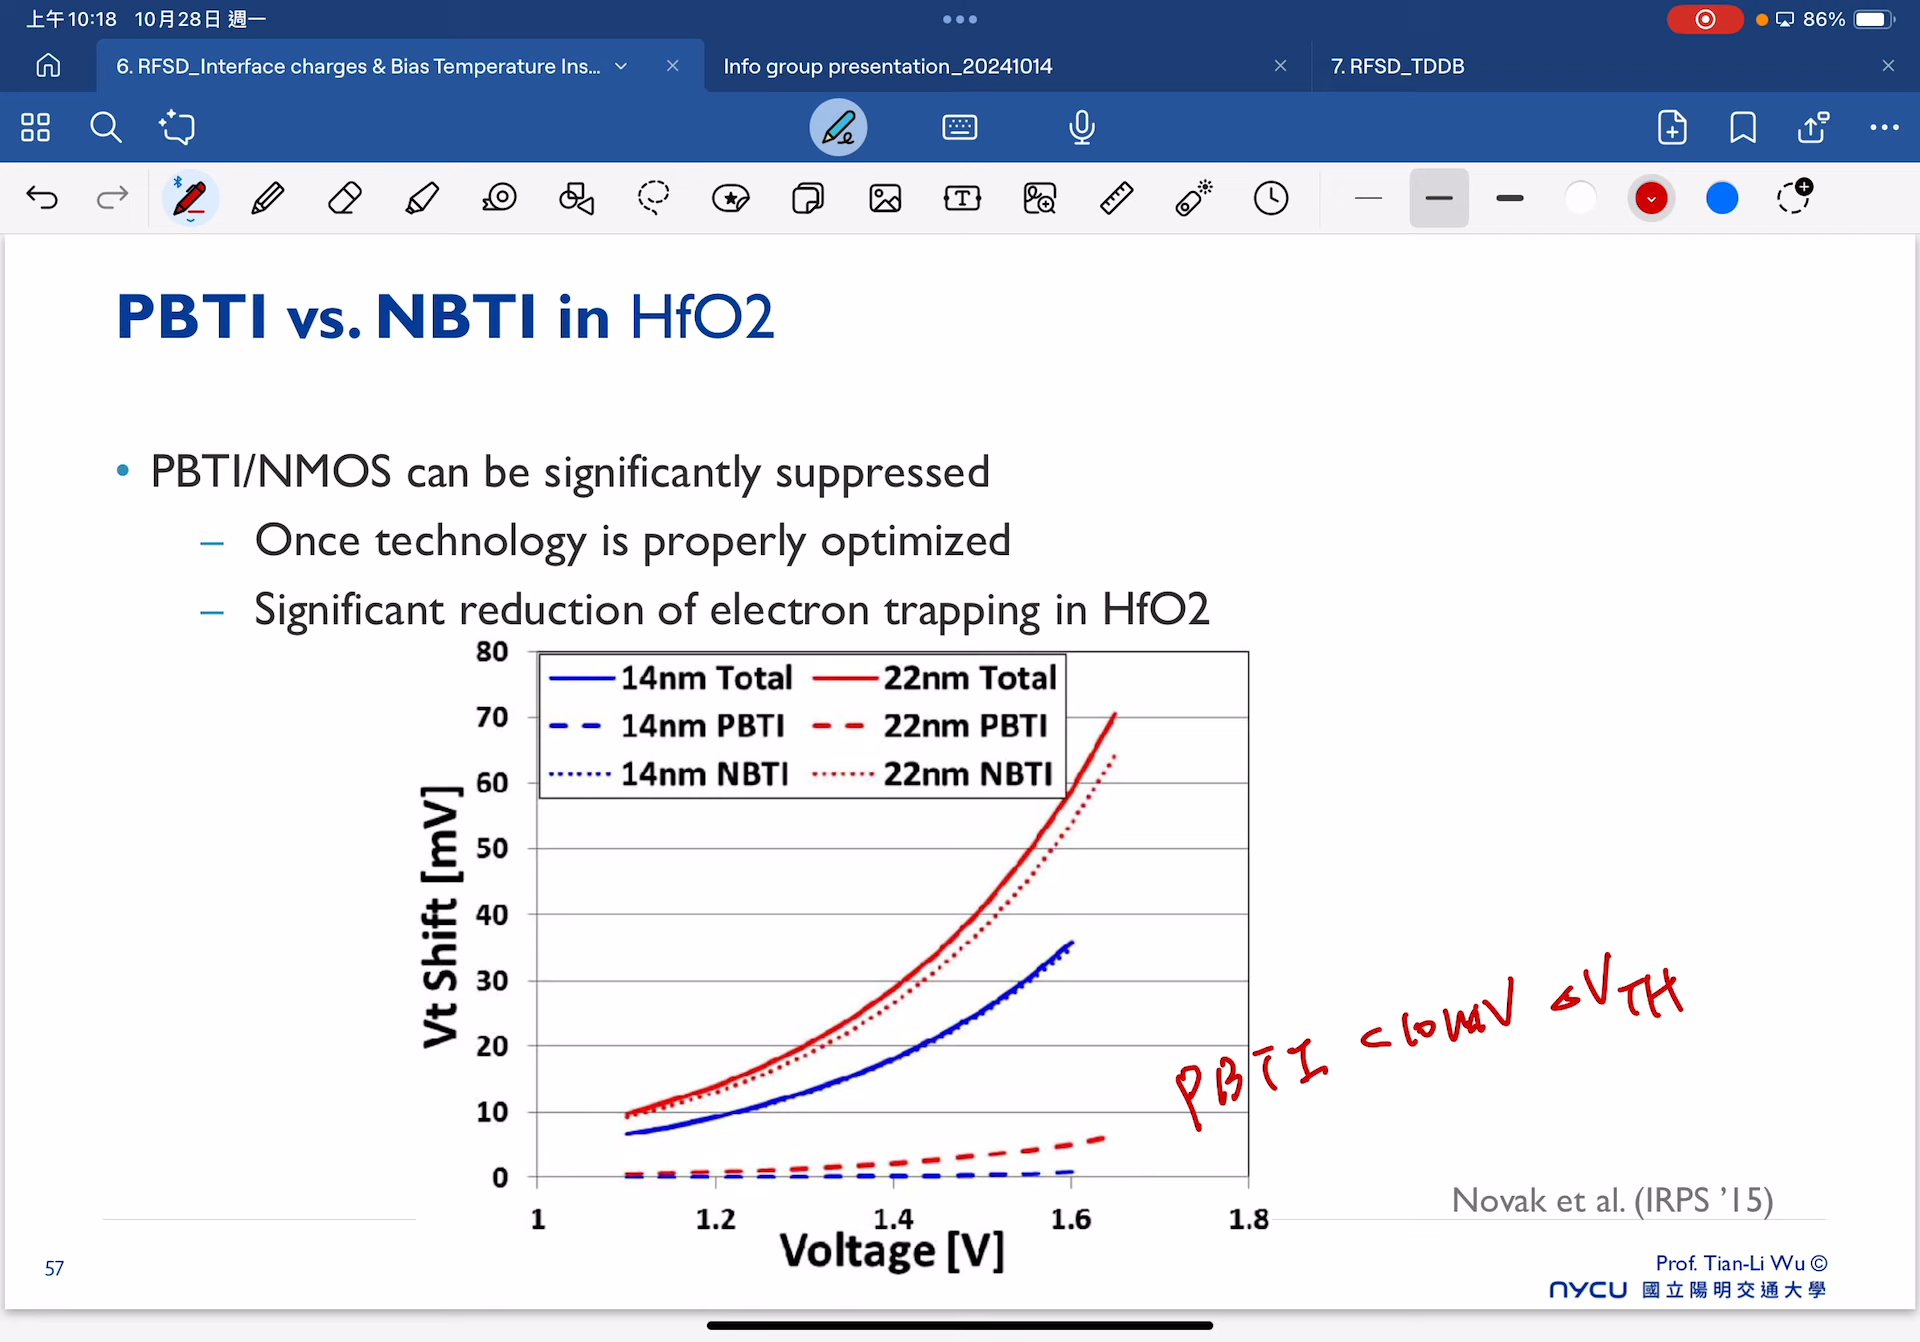 上午10:18 10月28日 週一
86%
6. RFSD_Interface charges & Bias Temperature Ins...
Info group presentation_20241014
7. RFSD_TDDB
PBTI vs. NBTI in HfO2
• PBTI/NMOS can be significantly suppressed
– Once technology is properly optimized
– Significant reduction of electron trapping in HfO2
80
70
60
50
40
30
20
10
0
Vt Shift [mV]
14nm Total 22nm Total
14nm PBTI 22nm PBTI
14nm NBTI 22nm NBTI
PBTI <10mV ΔVTH
1 1.2 1.4 1.6 1.8
Voltage [V]
Novak et al. (IRPS ’15)
57
Prof. Tian-Li Wu ©
NYCU 國立陽明交通大學